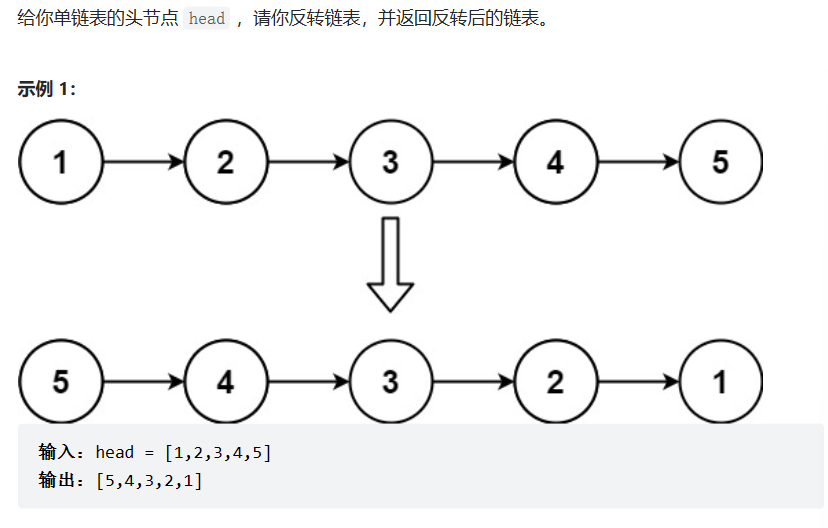 给你单链表的头节点 head ，请你反转链表，并返回反转后的链表。
示例 1：
1 2 3 4 5
5 4 3 2 1
输入：head = [1,2,3,4,5]
输出：[5,4,3,2,1]